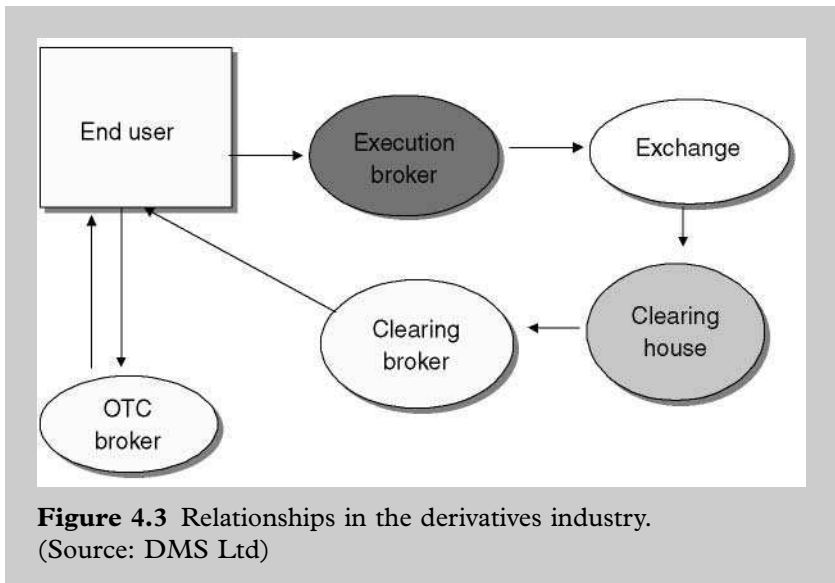 End user
Execution
broker
Exchange
Clearing
broker
Clearing
house
OTC
broker
Figure 4.3 Relationships in the derivatives industry.
(Source: DMS Ltd)